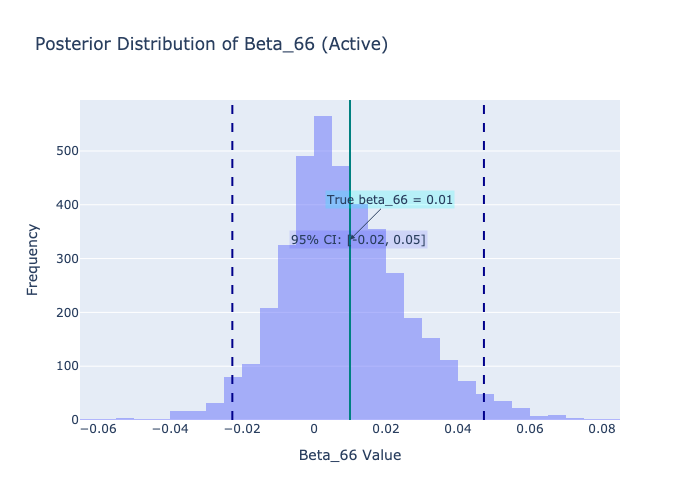 Posterior Distribution of Beta_66 (Active)
Frequency
500
400
300
200
100
0
True beta_66 = 0.01
95% CI: [-0.02, 0.05]
−0.06 −0.04 −0.02 0 0.02 0.04 0.06 0.08
Beta_66 Value